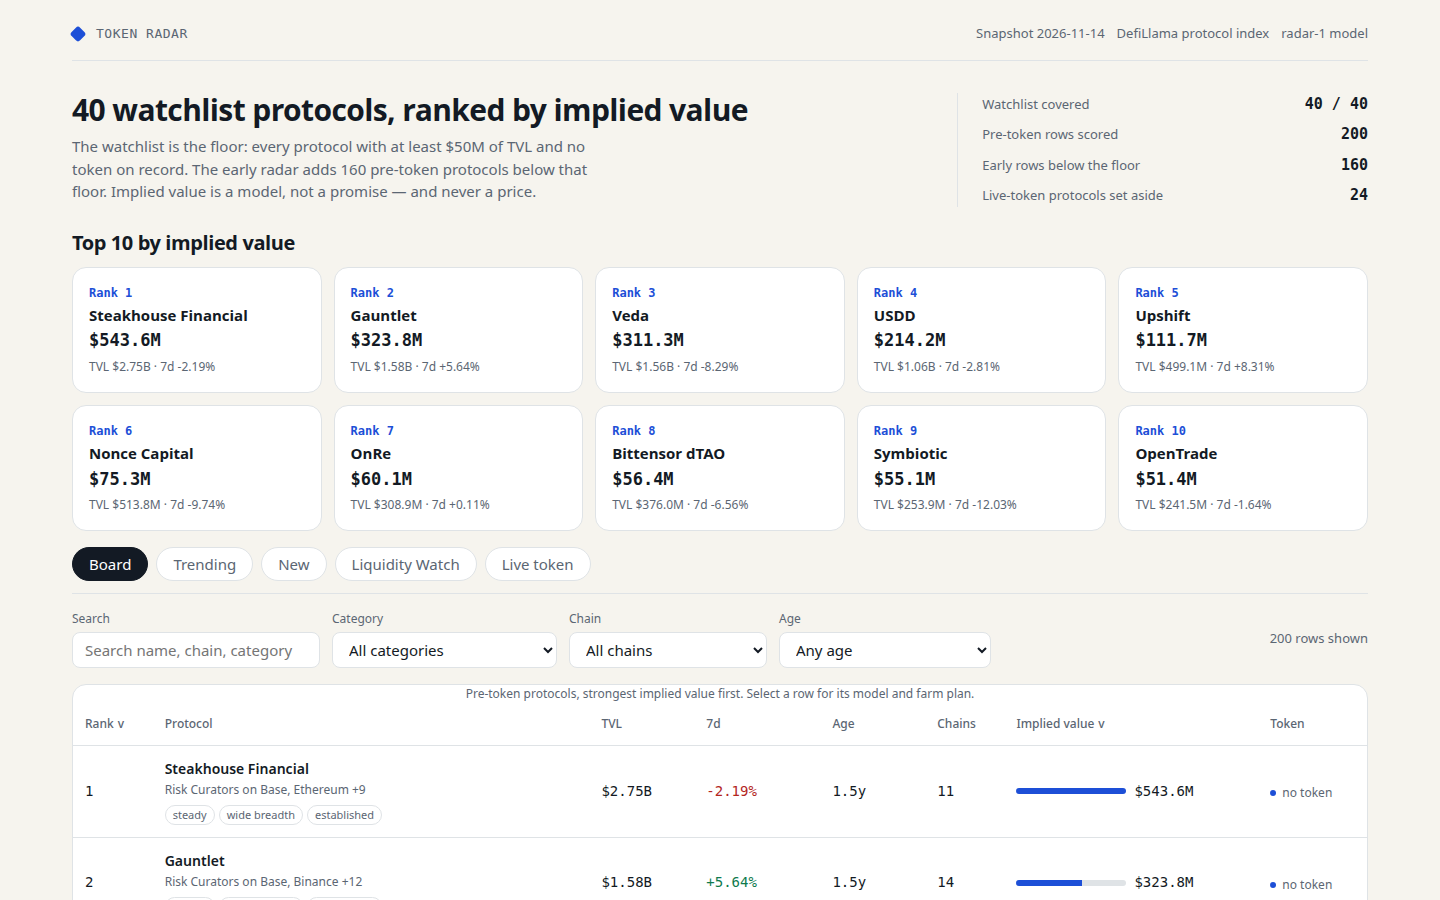 TOKEN RADAR
Snapshot 2026-11-14 DefiLlama protocol index radar-1 model
40 watchlist protocols, ranked by implied value
The watchlist is the floor: every protocol with at least $50M of TVL and no
token on record. The early radar adds 160 pre-token protocols below that
floor. Implied value is a model, not a promise — and never a price.
Watchlist covered 40 / 40
Pre-token rows scored 200
Early rows below the floor 160
Live-token protocols set aside 24
Top 10 by implied value
Rank 1
Steakhouse Financial
$543.6M
TVL $2.75B · 7d -2.19%
Rank 2
Gauntlet
$323.8M
TVL $1.58B · 7d +5.64%
Rank 3
Veda
$311.3M
TVL $1.56B · 7d -8.29%
Rank 4
USDD
$214.2M
TVL $1.06B · 7d -2.81%
Rank 5
Upshift
$111.7M
TVL $499.1M · 7d +8.31%
Rank 6
Nonce Capital
$75.3M
TVL $513.8M · 7d -9.74%
Rank 7
OnRe
$60.1M
TVL $308.9M · 7d +0.11%
Rank 8
Bittensor dTAO
$56.4M
TVL $376.0M · 7d -6.56%
Rank 9
Symbiotic
$55.1M
TVL $253.9M · 7d -12.03%
Rank 10
OpenTrade
$51.4M
TVL $241.5M · 7d -1.64%
Board Trending New Liquidity Watch Live token
Search Category Chain Age
Search name, chain, category All categories All chains Any age 200 rows shown
Pre-token protocols, strongest implied value first. Select a row for its model and farm plan.
Rank v Protocol TVL 7d Age Chains Implied value v Token
Steakhouse Financial
1 Risk Curators on Base, Ethereum +9 $2.75B -2.19% 1.5y 11 $543.6M no token
steady wide breadth established
Gauntlet
2 Risk Curators on Base, Binance +12 $1.58B +5.64% 1.5y 14 $323.8M no token